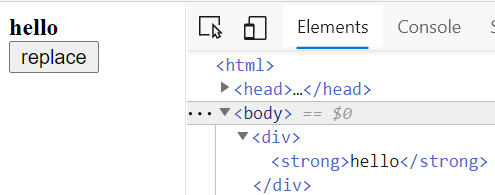 hello
replace
Elements
Console
<html>
<head>…</head>
<body> == $0
<div>
<strong>hello</strong>
</div>